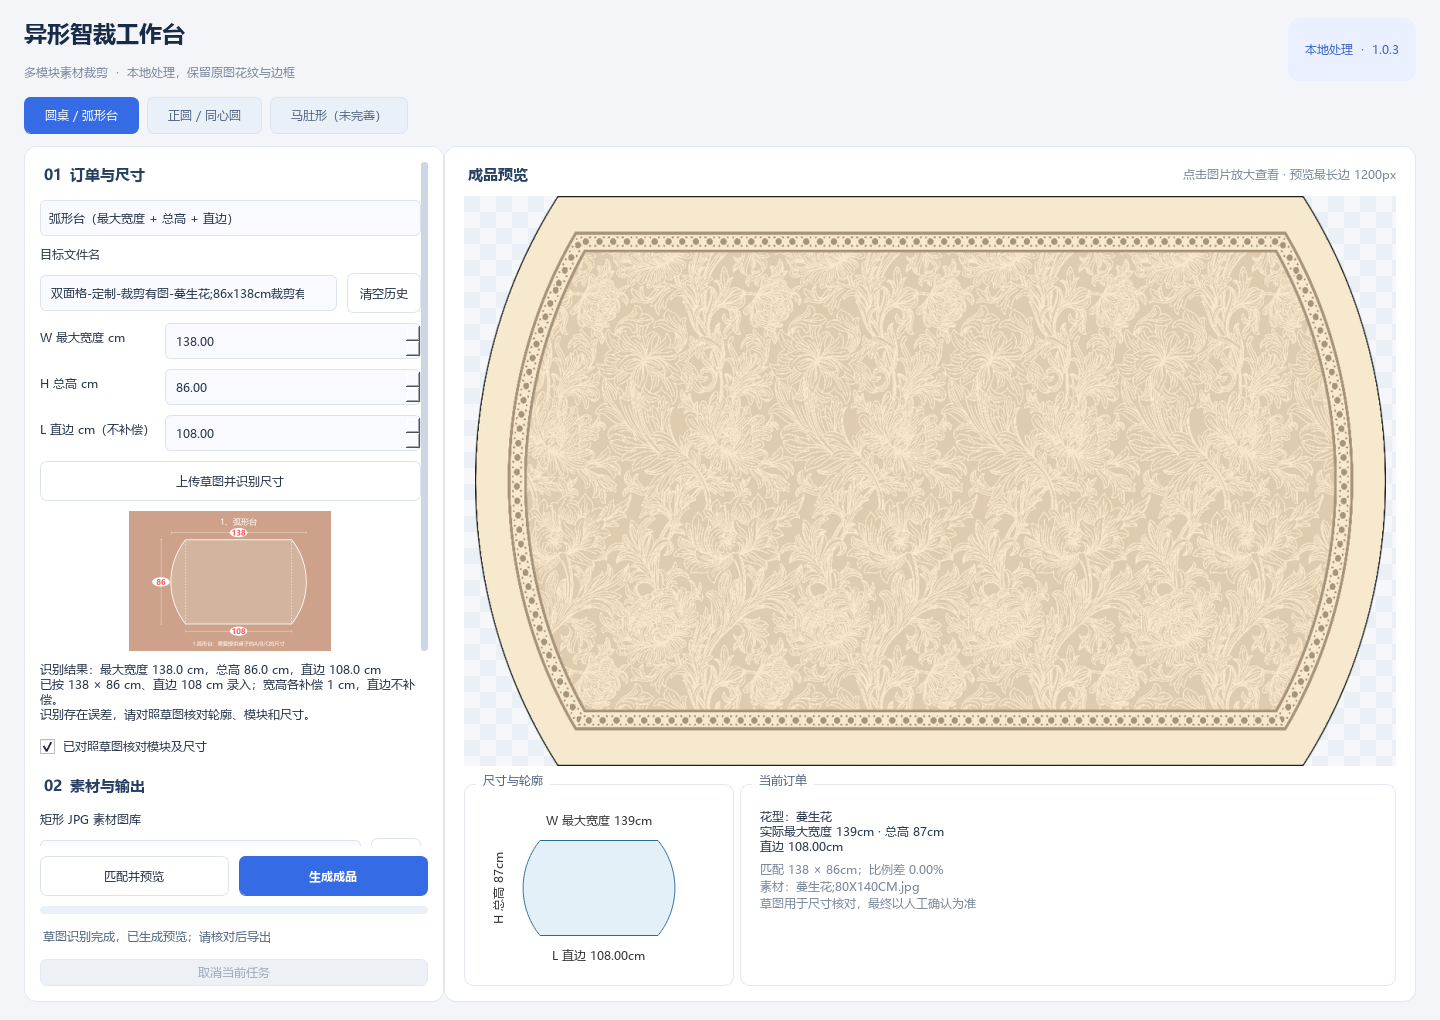 异形智裁工作台
多模块素材裁剪 · 本地处理，保留原图花纹与边框
本地处理 · 1.0.3
圆桌 / 弧形台
正圆 / 同心圆
马肚形（未完善）
01 订单与尺寸
弧形台（最大宽度 + 总高 + 直边）
目标文件名
双面格-定制-裁剪有图-蔓生花;86x138cm裁剪有
清空历史
W 最大宽度 cm
138.00
H 总高 cm
86.00
L 直边 cm（不补偿）
108.00
上传草图并识别尺寸
1、弧形台
138
86
108
识别结果：最大宽度 138.0 cm，总高 86.0 cm，直边 108.0 cm
已按 138 × 86 cm、直边 108 cm 录入；宽高各补偿 1 cm，直边不补
偿。
识别存在误差，请对照草图核对轮廓、模块和尺寸。
已对照草图核对模块及尺寸
02 素材与输出
矩形 JPG 素材图库
匹配并预览
生成成品
草图识别完成，已生成预览；请核对后导出
取消当前任务
成品预览
点击图片放大查看 · 预览最长边 1200px
尺寸与轮廓
W 最大宽度 139cm
H 总高 87cm
L 直边 108.00cm
当前订单
花型：蔓生花
实际最大宽度 139cm · 总高 87cm
直边 108.00cm
匹配 138 × 86cm；比例差 0.00%
素材：蔓生花;80X140CM.jpg
草图用于尺寸核对，最终以人工确认为准